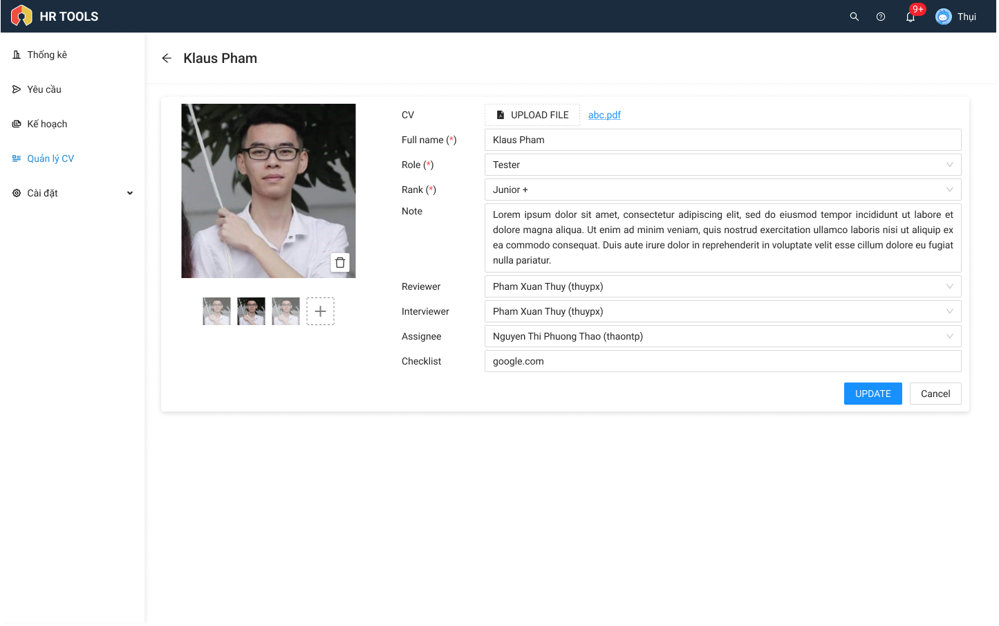 HR TOOLS
9+
Thụi
Thống kê
Yêu cầu
Kế hoạch
Quản lý CV
Cài đặt
Klaus Pham
CV
UPLOAD FILE
abc.pdf
Full name (*)
Klaus Pham
Role (*)
Tester
Rank (*)
Junior +
Note
Lorem ipsum dolor sit amet, consectetur adipiscing elit, sed do eiusmod tempor incididunt ut labore et
dolore magna aliqua. Ut enim ad minim veniam, quis nostrud exercitation ullamco laboris nisi ut aliquip ex
ea commodo consequat. Duis aute irure dolor in reprehenderit in voluptate velit esse cillum dolore eu fugiat
nulla pariatur.
Reviewer
Pham Xuan Thuy (thuypx)
Interviewer
Pham Xuan Thuy (thuypx)
Assignee
Nguyen Thi Phuong Thao (thaontp)
Checklist
google.com
UPDATE
Cancel